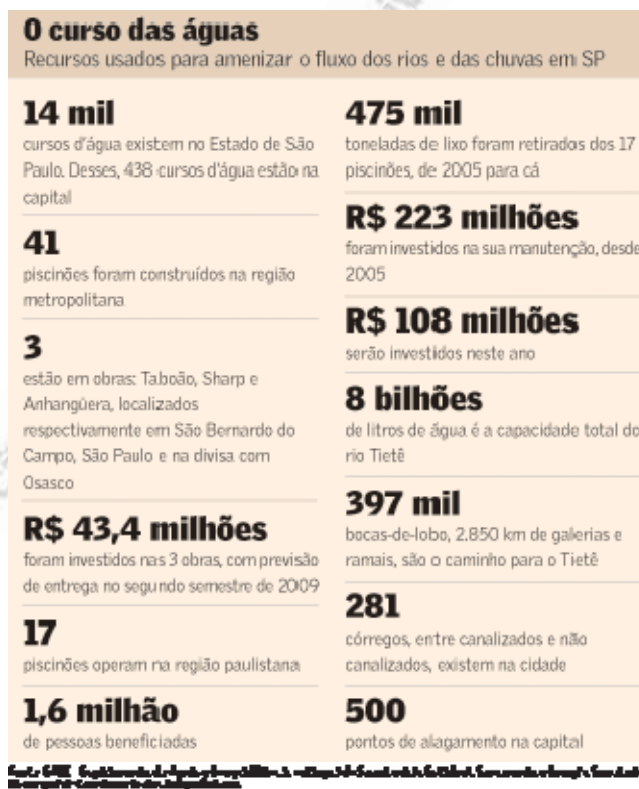 O curso das águas
Recursos usados para amenizar o fluxo dos rios e das chuvas em SP
14 mil
cursos d'água existem no Estado de São
Paulo. Desses, 438 cursos d'água estão na
capital
41
piscinões foram construídos na região
metropolitana
3
estão em obras: Taboão, Sharp e
Anhangüera, localizados
respectivamente em São Bernardo do
Campo, São Paulo e na divisa com
Osasco
R$ 43,4 milhões
foram investidos nas 3 obras, com previsão
de entrega no segundo semestre de 2009
17
piscinões operam na região paulistana
1,6 milhão
de pessoas beneficiadas
475 mil
toneladas de lixo foram retirados dos 17
piscinões, de 2005 para cá
R$ 223 milhões
foram investidos na sua manutenção, desde
2005
R$ 108 milhões
serão investidos neste ano
8 bilhões
de litros de água é a capacidade total do
rio Tietê
397 mil
bocas-de-lobo, 2.850 km de galerias e
ramais, são o caminho para o Tietê
281
córregos, entre canalizados e não
canalizados, existem na cidade
500
pontos de alagamento na capital